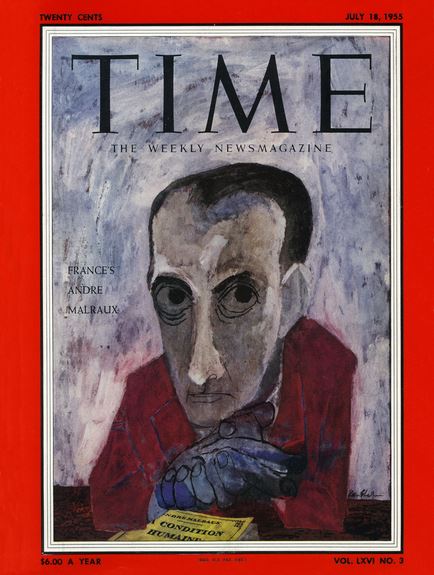 TWENTY CENTS
JULY 18, 1955
TIME
THE WEEKLY NEWSMAGAZINE
FRANCE'S
ANDRE
MALRAUX
MALRAUX
CONDITION
HUMAINE
$6.00 A YEAR
VOL. LXVI NO. 3